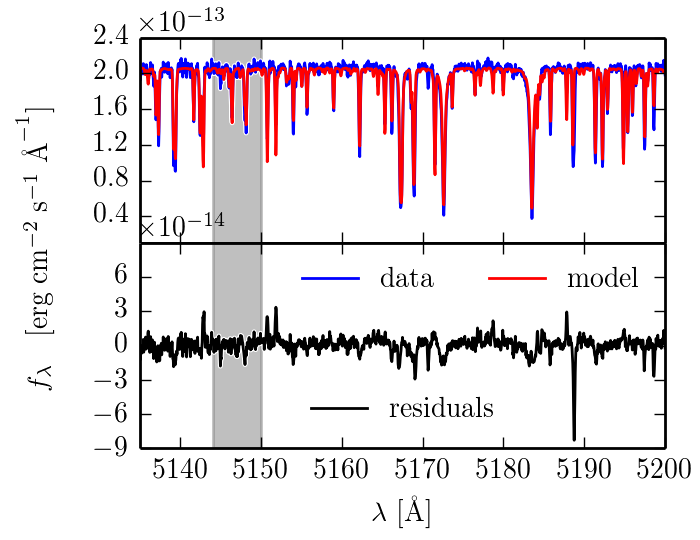 ×10⁻¹³
2.4
2.0
1.6
1.2
0.8
0.4
×10⁻¹⁴
6
3
0
−3
−6
−9
data model
residuals
5140 5150 5160 5170 5180 5190 5200
λ [Å]
f_λ [erg cm⁻² s⁻¹ Å⁻¹]